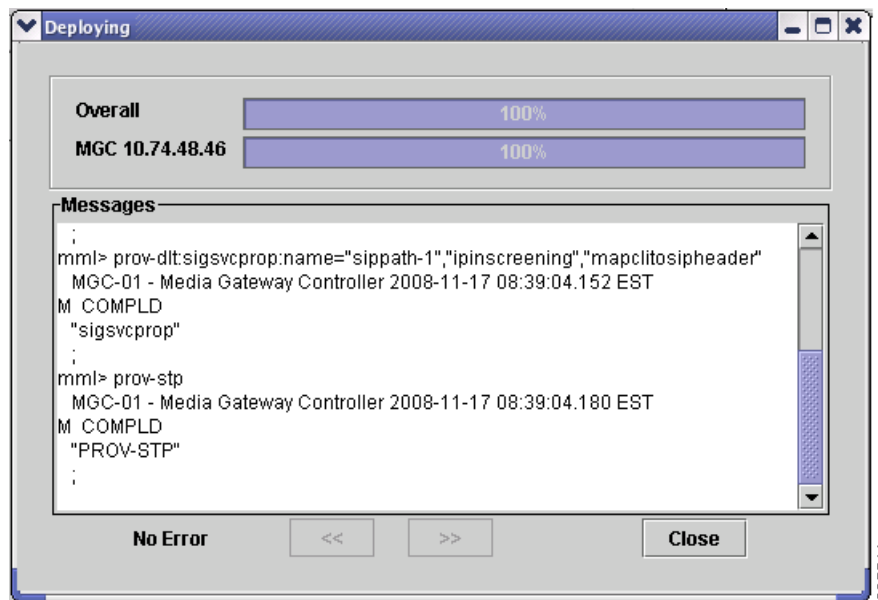 Deploying
Overall 100%
MGC 10.74.48.46 100%
Messages
;
mml> prov-dlt:sigsvcprop:name="sippath-1","ipinscreening","mapclitosipheader"
MGC-01 - Media Gateway Controller 2008-11-17 08:39:04.152 EST
M COMPLD
"sigsvcprop"
;
mml> prov-stp
MGC-01 - Media Gateway Controller 2008-11-17 08:39:04.180 EST
M COMPLD
"PROV-STP"
;
No Error << >> Close